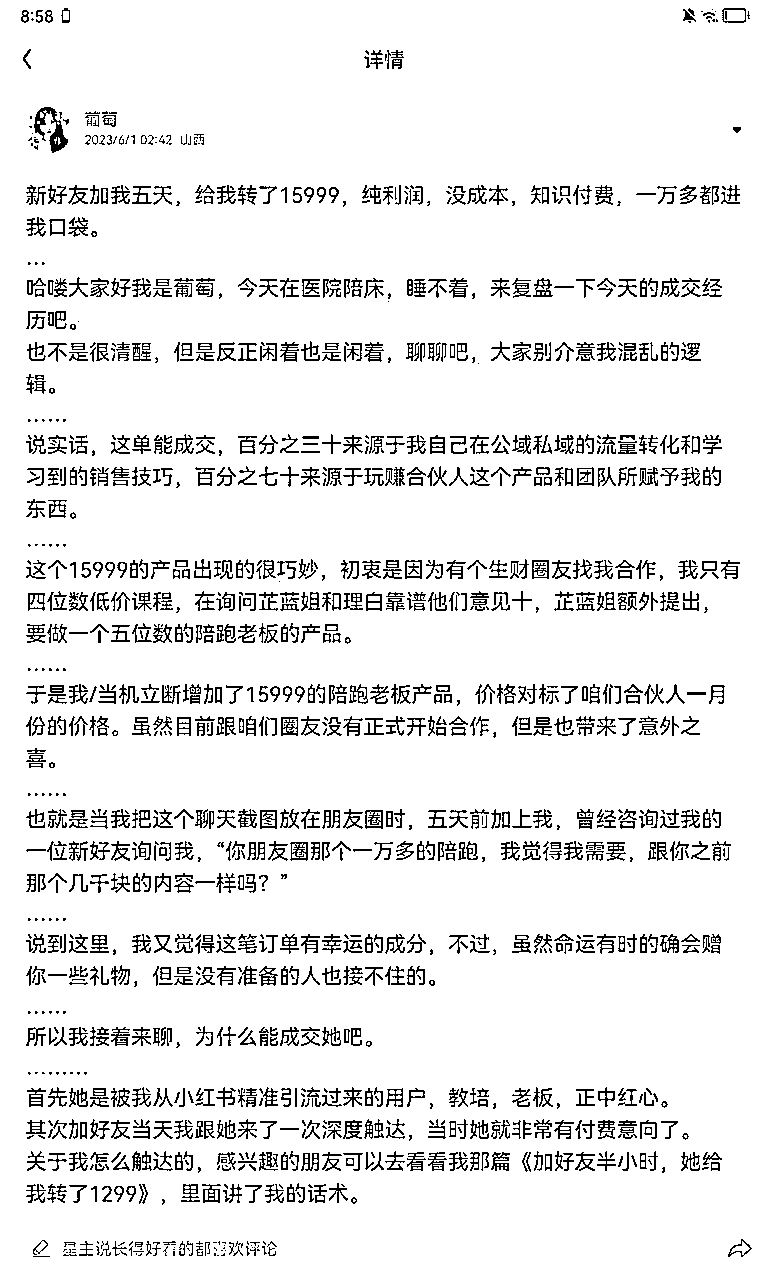 8:58
详情
葡萄
2023/6/1 02:42 山西
新好友加我五天，给我转了15999，纯利润，没成本，知识付费，一万多都进
我口袋。
...
哈喽大家好我是葡萄，今天在医院陪床，睡不着，来复盘一下今天的成交经
历吧。
也不是很清醒，但是反正闲着也是闲着，聊聊吧，大家别介意我混乱的逻
辑。
......
说实话，这单能成交，百分之三十来源于我自己在公域私域的流量转化和学
习到的销售技巧，百分之七十来源于玩赚合伙人这个产品和团队所赋予我的
东西。
......
这个15999的产品出现的很巧妙，初衷是因为有个生财圈友找我合作，我只有
四位数低价课程，在询问芷蓝姐和理白靠谱他们意见十，芷蓝姐额外提出，
要做一个五位数的陪跑老板的产品。
......
于是我/当机立断增加了15999的陪跑老板产品，价格对标了咱们合伙人一月
份的价格。虽然目前跟咱们圈友没有正式开始合作，但是也带来了意外之
喜。
......
也就是当我把这个聊天截图放在朋友圈时，五天前加上我，曾经咨询过我的
一位新好友询问我，“你朋友圈那个一万多的陪跑，我觉得我需要，跟你之前
那个几千块的内容一样吗？”
......
说到这里，我又觉得这笔订单有幸运的成分，不过，虽然命运有时的确会赠
你一些礼物，但是没有准备的人也接不住的。
......
所以我接着来聊，为什么能成交她吧。
.........
首先她是被我从小红书精准引流过来的用户，教培，老板，正中红心。
其次加好友当天我跟她来了一次深度触达，当时她就非常有付费意向了。
关于我怎么触达的，感兴趣的朋友可以去看看我那篇《加好友半小时，她给
我转了1299》，里面讲了我的话术。
星主说长得好看的都喜欢评论